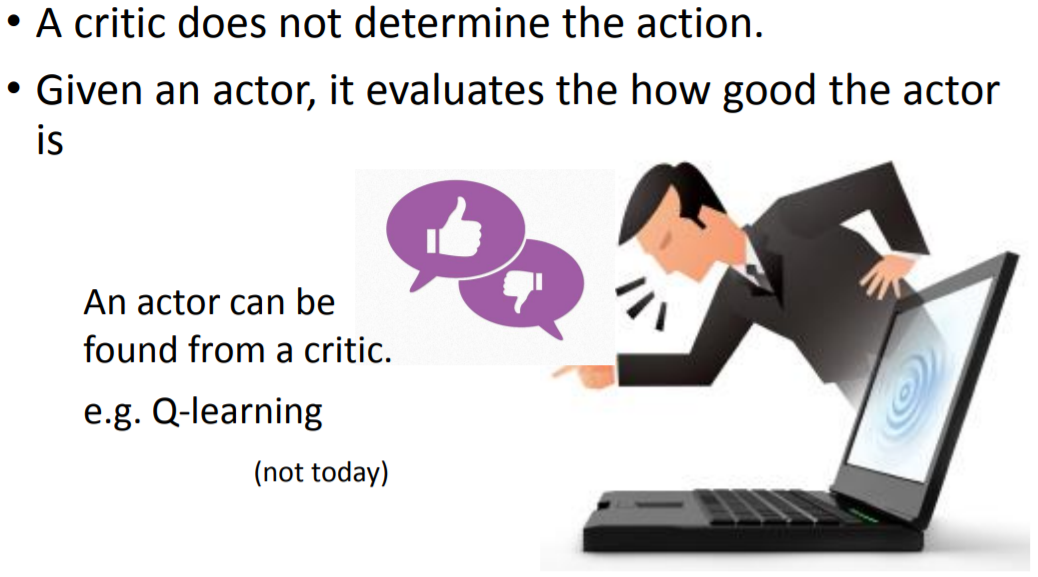 • A critic does not determine the action.
• Given an actor, it evaluates the how good the actor
is
An actor can be
found from a critic.
e.g. Q-learning
(not today)